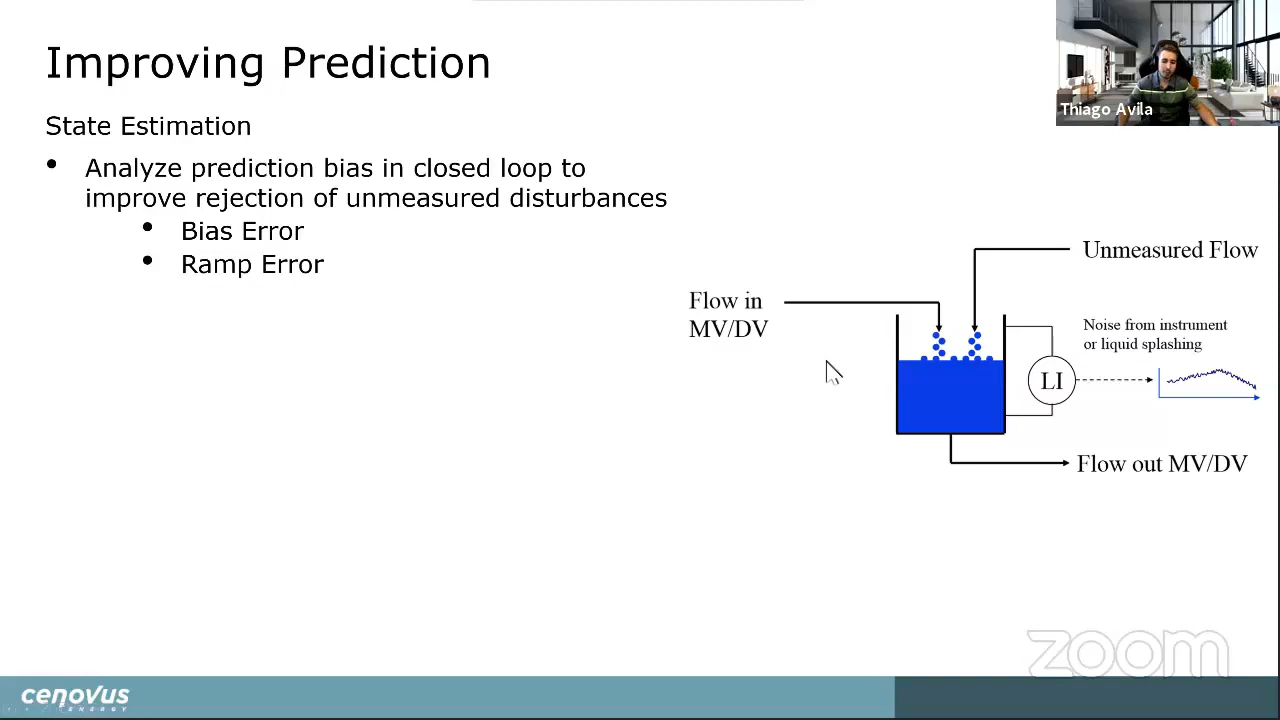 Improving Prediction
Thiago Avila
State Estimation
• Analyze prediction bias in closed loop to
improve rejection of unmeasured disturbances
• Bias Error
• Ramp Error
Unmeasured Flow
Flow in
MV/DV
Noise from instrument
or liquid splashing
LI
Flow out MV/DV
zoom
cenovus
ENERGY